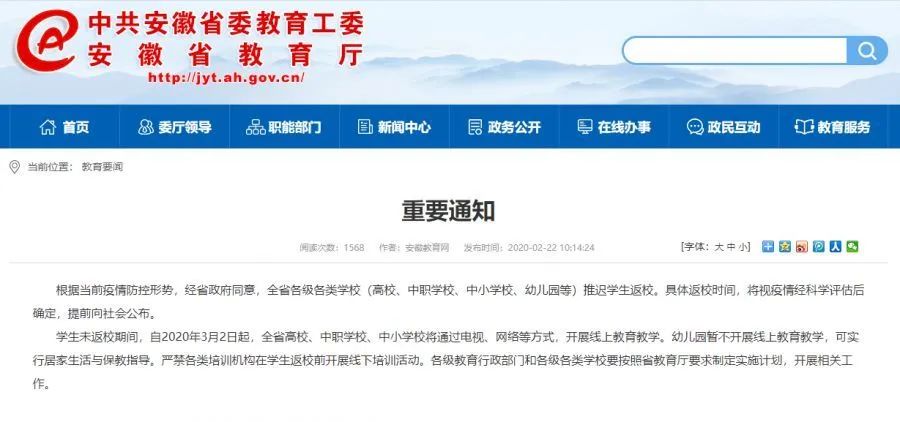 中共安徽省委教育工委
安徽省教育厅
http://jyt.ah.gov.cn/
首页 委厅领导 职能部门 新闻中心 政务公开 在线办事 政民互动 教育服务
当前位置： 教育要闻
重要通知
阅读次数：1568 作者：安徽教育网 发布时间：2020-02-22 10:14:24 [字体：大 中 小]
根据当前疫情防控形势，经省政府同意，全省各级各类学校（高校、中职学校、中小学校、幼儿园等）推迟学生返校。具体返校时间，将视疫情经科学评估后
确定，提前向社会公布。
学生未返校期间，自2020年3月2日起，全省高校、中职学校、中小学校将通过电视、网络等方式，开展线上教育教学。幼儿园暂不开展线上教育教学，可实
行居家生活与保教指导。严禁各类培训机构在学生返校前开展线下培训活动。各级教育行政部门和各级各类学校要按照省教育厅要求制定实施计划，开展相关工
作。